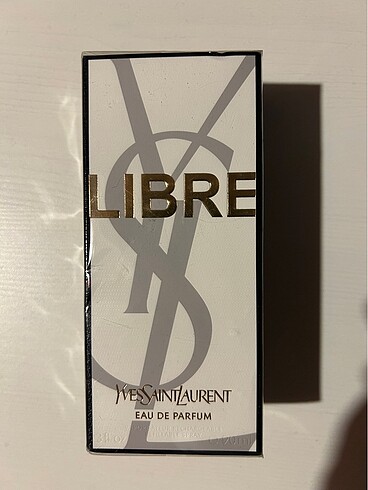 LIBRE
YVESSAINTLAURENT
EAU DE PARFUM